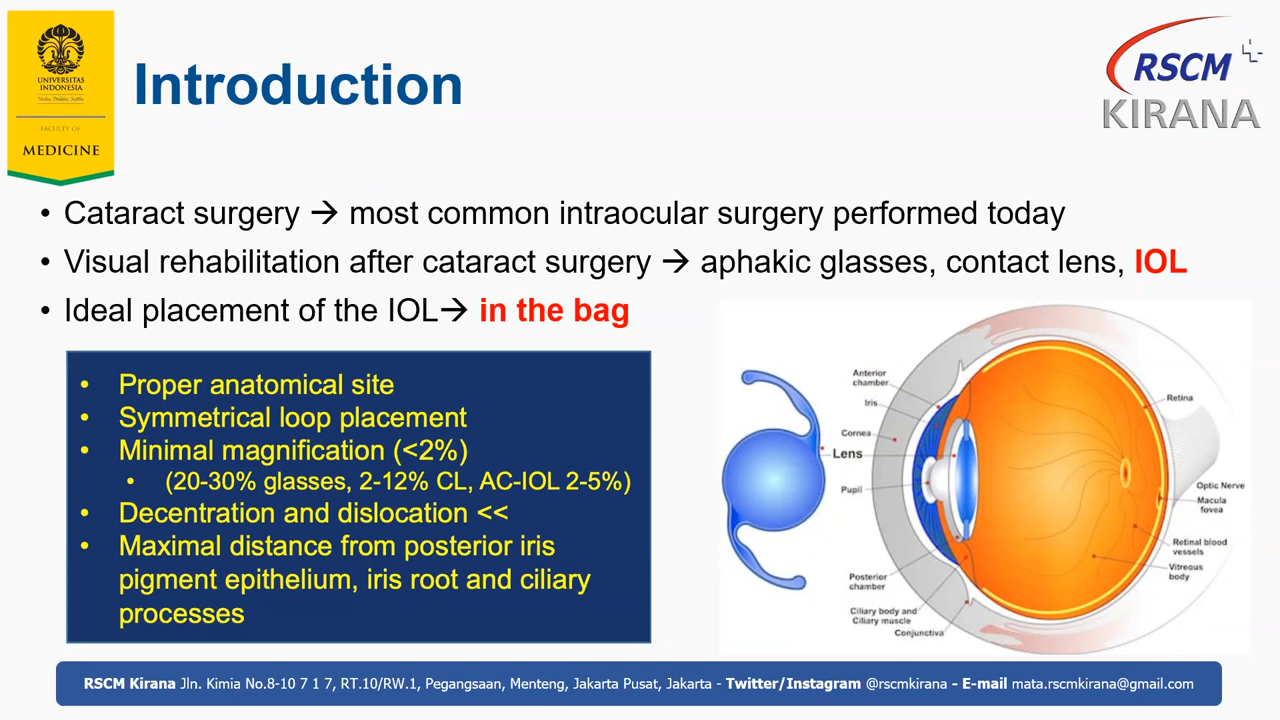 UNIVERSITAS
INDONESIA
Veritas, Probitas, Iustitia
FACULTY OF
MEDICINE
Introduction
RSCM
KIRANA
• Cataract surgery → most common intraocular surgery performed today
• Visual rehabilitation after cataract surgery → aphakic glasses, contact lens, IOL
• Ideal placement of the IOL→ in the bag
• Proper anatomical site
• Symmetrical loop placement
• Minimal magnification (<2%)
• (20-30% glasses, 2-12% CL, AC-IOL 2-5%)
• Decentration and dislocation <<
• Maximal distance from posterior iris
pigment epithelium, iris root and ciliary
processes
Anterior
chamber
Iris
Cornea
Lens
Pupil
Posterior
chamber
Ciliary body and
Ciliary muscle
Conjunctiva
Retina
Optic Nerve
Macula
fovea
Retinal blood
vessels
Vitreous
body
RSCM Kirana Jln. Kimia No.8-10 7 1 7, RT.10/RW.1, Pegangsaan, Menteng, Jakarta Pusat, Jakarta - Twitter/Instagram @rscmkirana - E-mail mata.rscmkirana@gmail.com